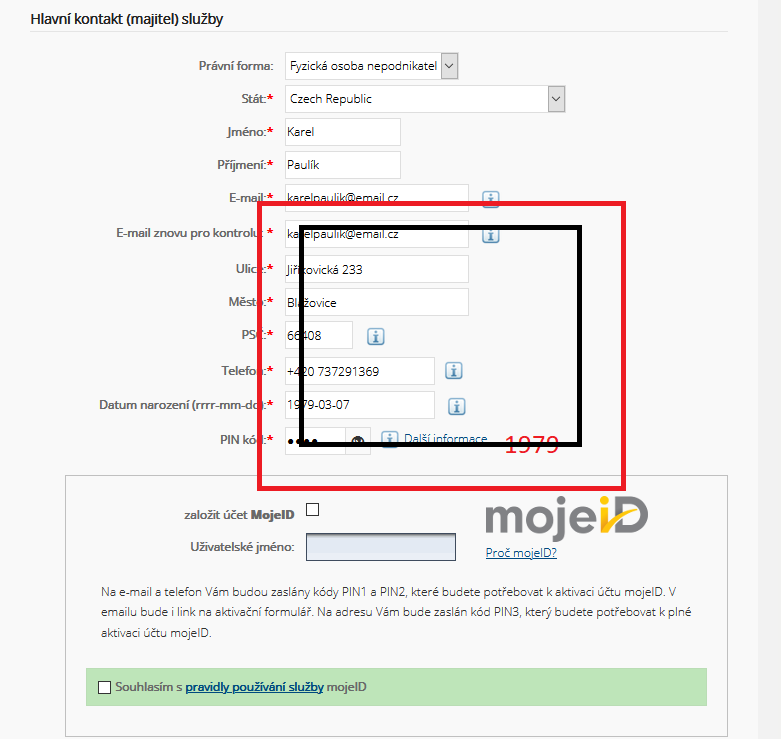 Hlavní kontakt (majitel) služby
Právní forma: Fyzická osoba nepodnikatel
Stát:* Czech Republic
Jméno:* Karel
Příjmení:* Paulík
E-mail:* karelpaulik@email.cz
E-mail znovu pro kontrolu:* karelpaulik@email.cz
Ulice:* Jiříkovická 233
Město:* Blažovice
PSČ:* 66408
Telefon:* +420 737291369
Datum narození (rrrr-mm-dd):* 1979-03-07
PIN kód:* •••• Další informace 1979
založit účet MojeID
mojeiD
Uživatelské jméno:
Proč mojeID?
Na e-mail a telefon Vám budou zaslány kódy PIN1 a PIN2, které budete potřebovat k aktivaci účtu mojeID. V
emailu bude i link na aktivační formulář. Na adresu Vám bude zaslán kód PIN3, který budete potřebovat k plné
aktivaci účtu mojeID.
Souhlasím s pravidly používání služby mojeID